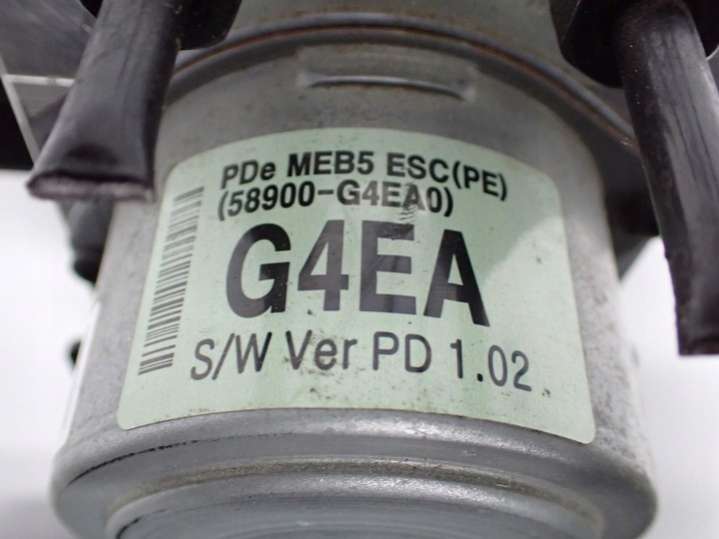 PDe MEB5 ESC(PE)
(58900-G4EA0)
G4EA
S/W Ver PD 1.02